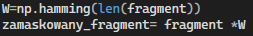 W=np.hamming(len(fragment))
zamaskowany_fragment= fragment *W